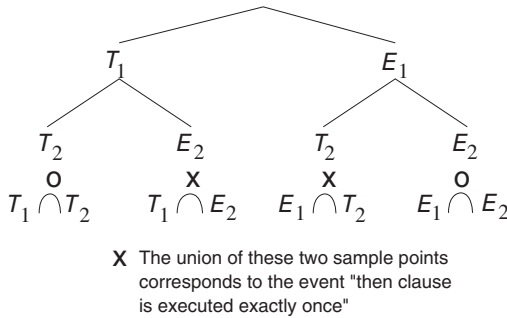 T₁ E₁
T₂ E₂ T₂ E₂
o x x o
T₁ ∩ T₂ T₁ ∩ E₂ E₁ ∩ T₂ E₁ ∩ E₂
x The union of these two sample points
corresponds to the event "then clause
is executed exactly once"